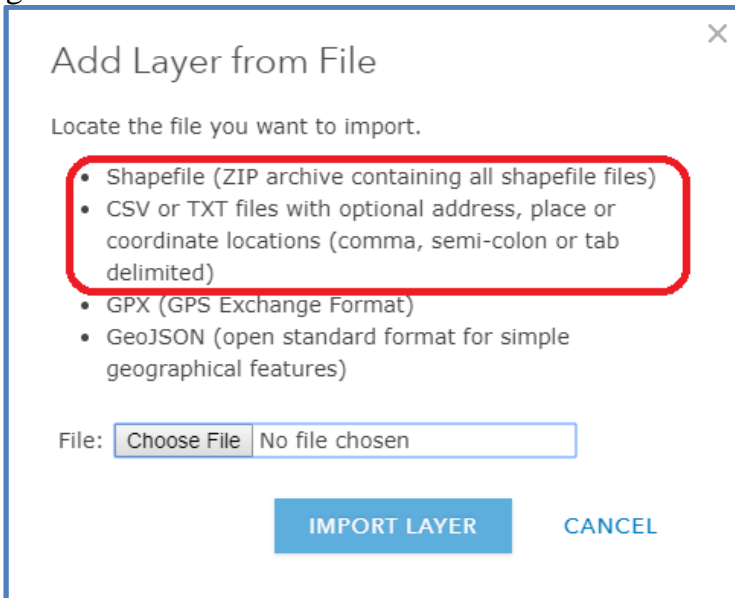 Add Layer from File
Locate the file you want to import.
• Shapefile (ZIP archive containing all shapefile files)
• CSV or TXT files with optional address, place or
coordinate locations (comma, semi-colon or tab
delimited)
• GPX (GPS Exchange Format)
• GeoJSON (open standard format for simple
geographical features)
File: Choose File No file chosen
IMPORT LAYER CANCEL